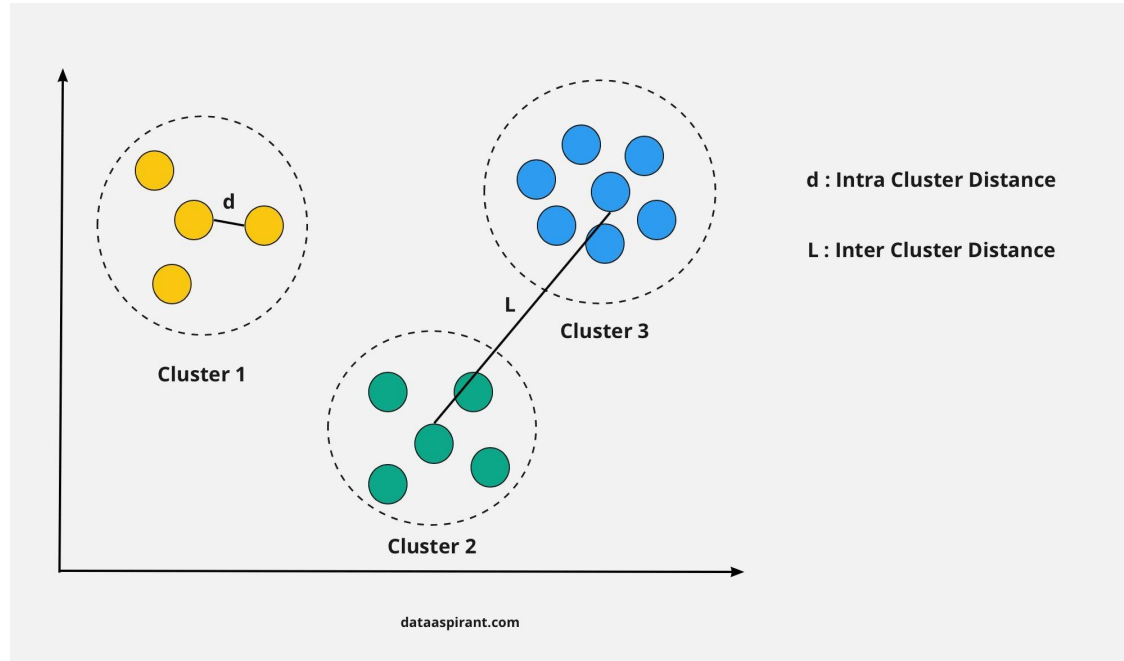 d
d : Intra Cluster Distance
L : Inter Cluster Distance
L
Cluster 3
Cluster 1
Cluster 2
dataaspirant.com